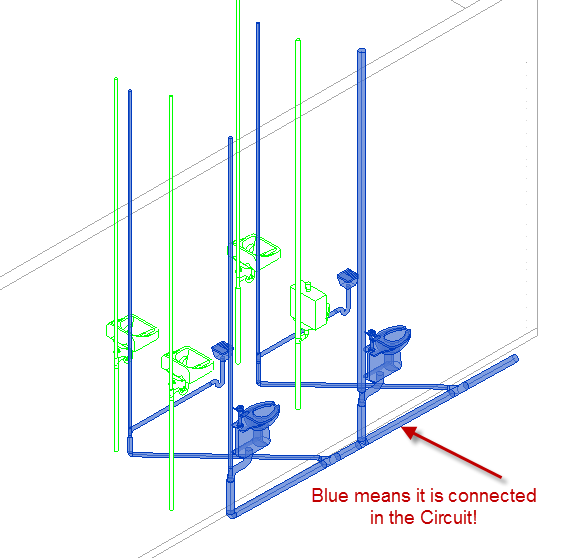 Blue means it is connected
in the Circuit!